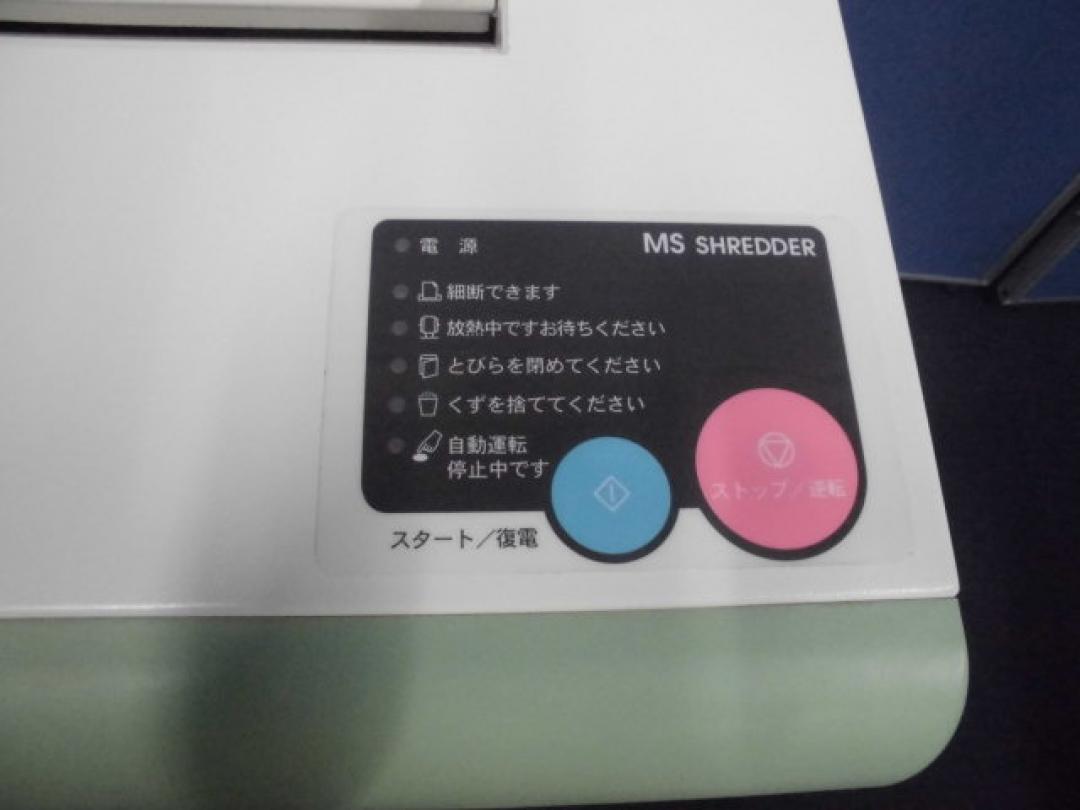 電 源
MS SHREDDER
細断できます
放熱中ですお待ちください
とびらを閉めてください
くずを捨ててください
自動運転
停止中です
ストップ／逆転
スタート／復電